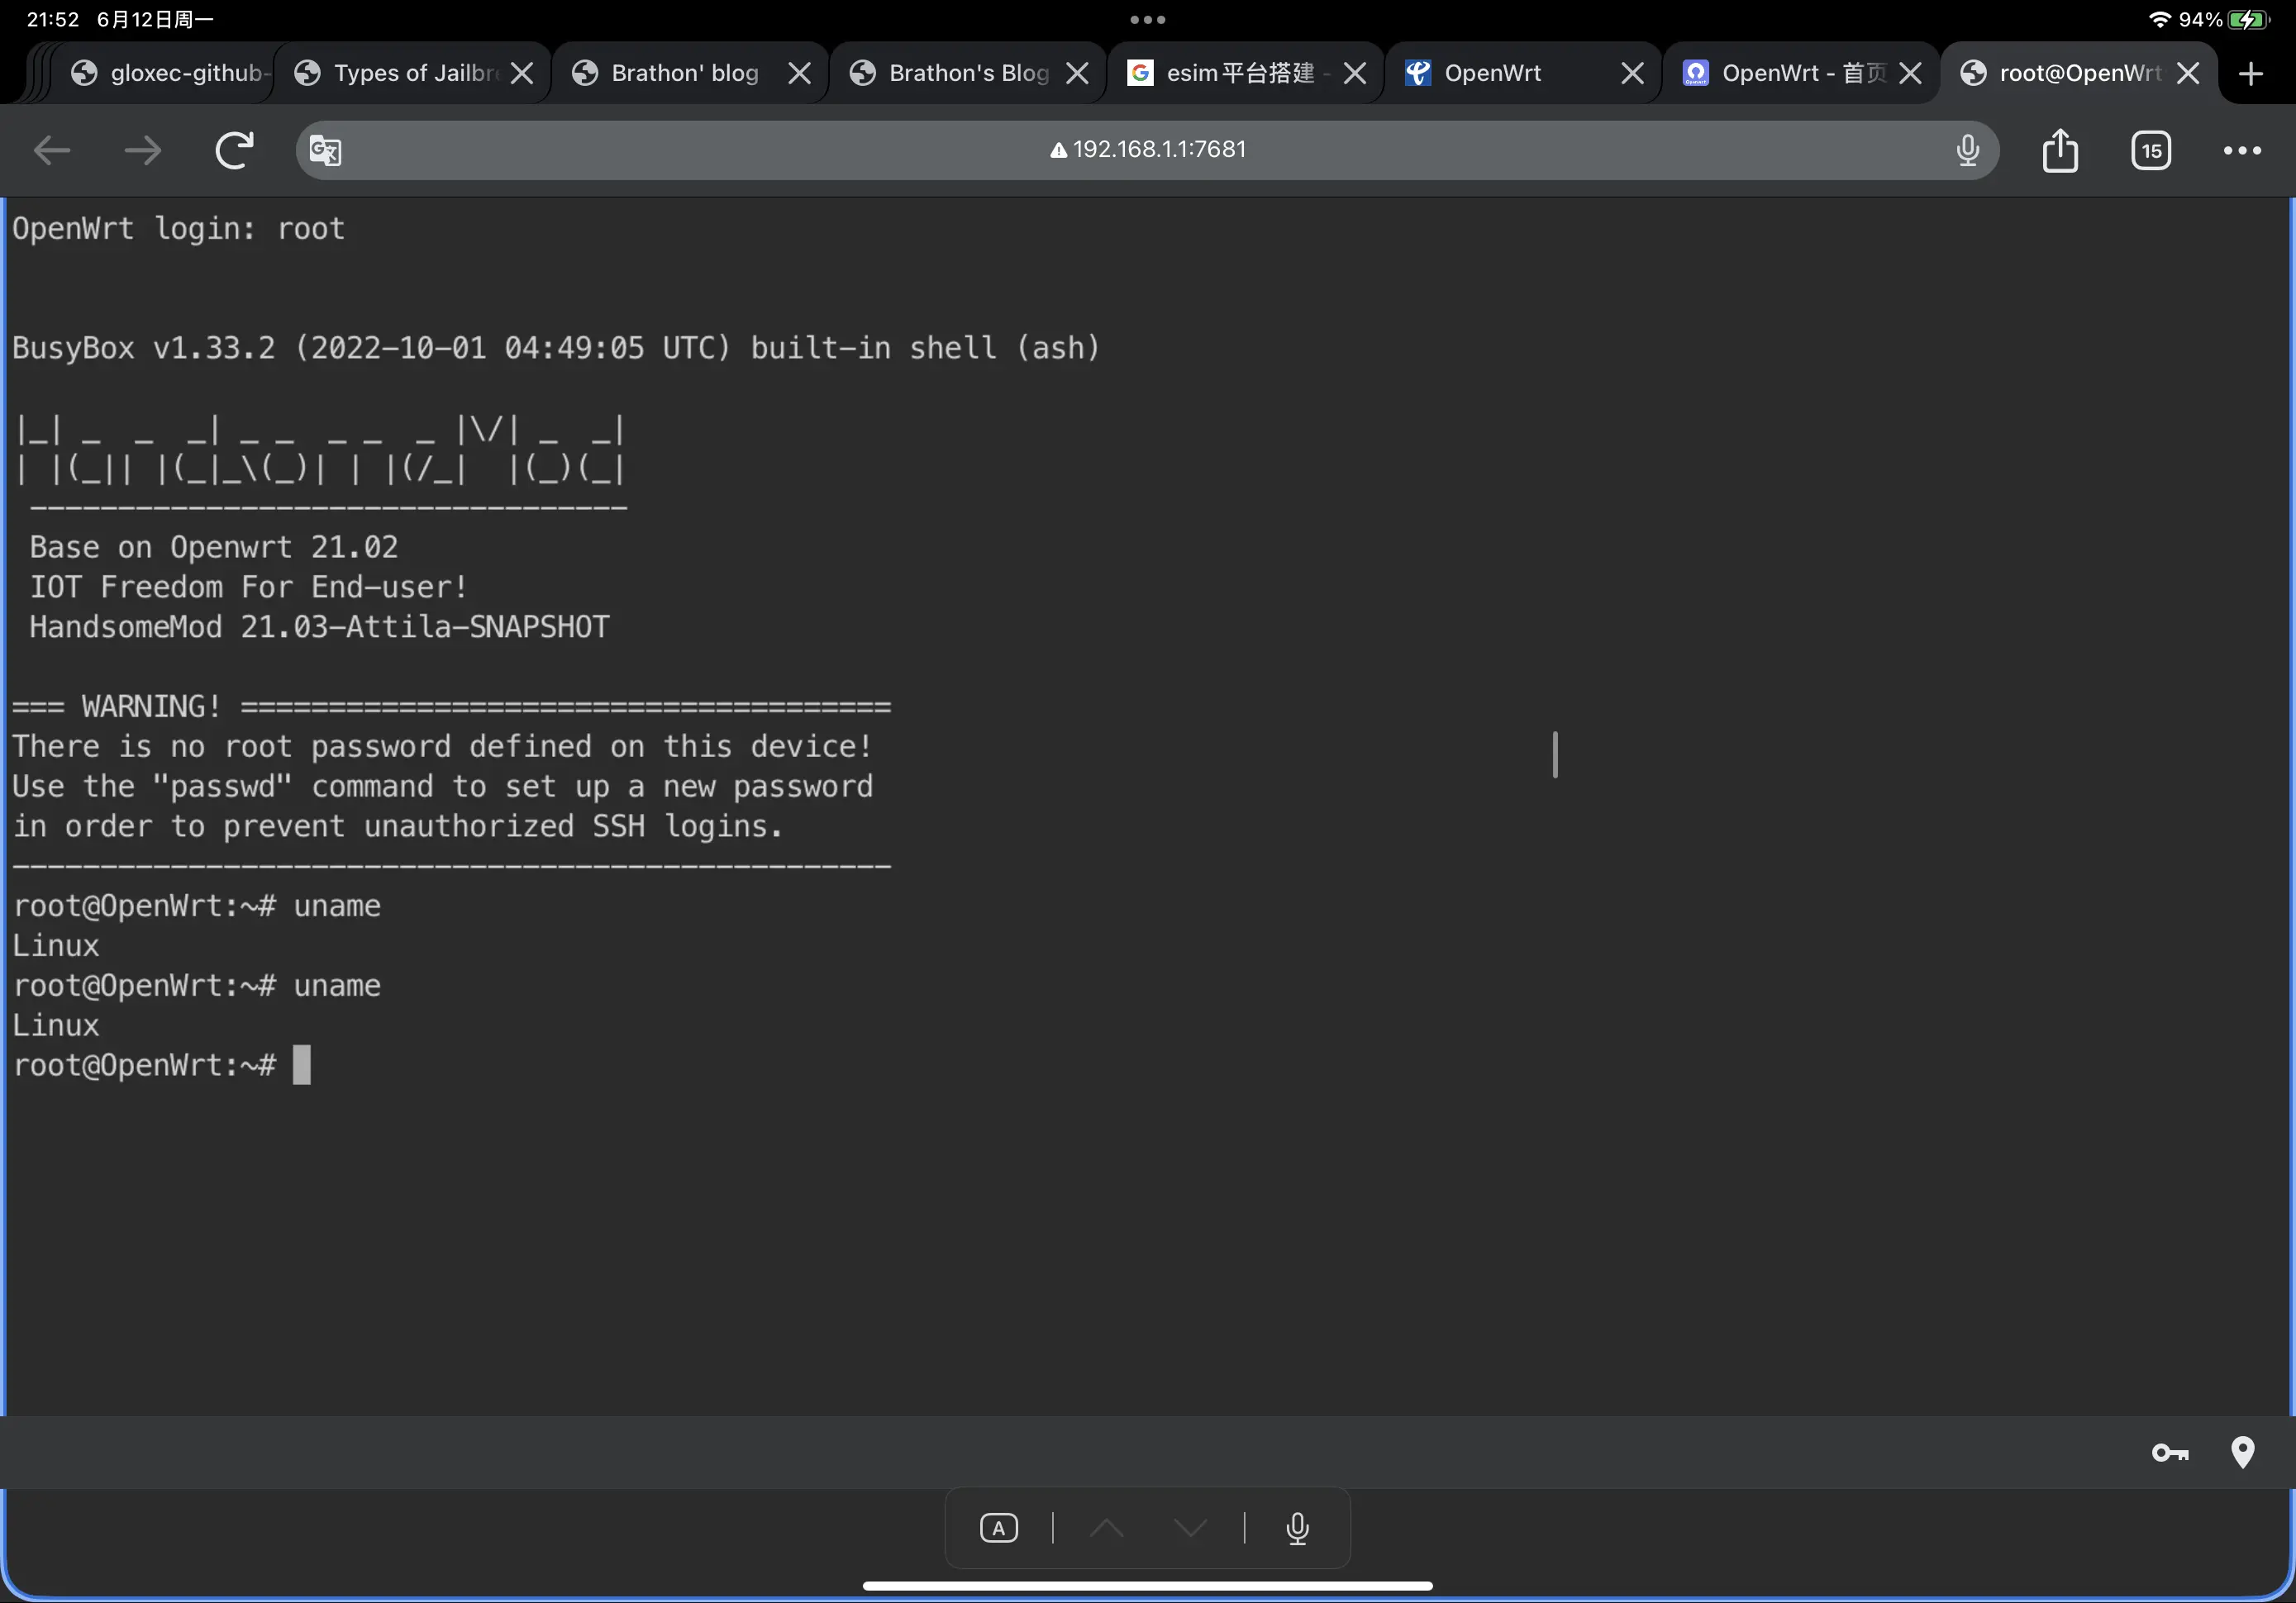 21:52 6月12日周一
94%
gloxec-github-
Types of Jailbre
Brathon' blog
Brathon's Blog
esim平台搭建 -
OpenWrt
OpenWrt - 首页
root@OpenWrt
192.168.1.1:7681
15
OpenWrt login: root
BusyBox v1.33.2 (2022-10-01 04:49:05 UTC) built-in shell (ash)
|_| _  _  _| _ _  _ _  _ |\/| _  _|
| |(_|| |(_|_\(_)| | |(/_|  |(_)(_|
----------------------------------
Base on Openwrt 21.02
IOT Freedom For End-user!
HandsomeMod 21.03-Attila-SNAPSHOT
=== WARNING! =====================================
There is no root password defined on this device!
Use the "passwd" command to set up a new password
in order to prevent unauthorized SSH logins.
--------------------------------------------------
root@OpenWrt:~# uname
Linux
root@OpenWrt:~# uname
Linux
root@OpenWrt:~#
A